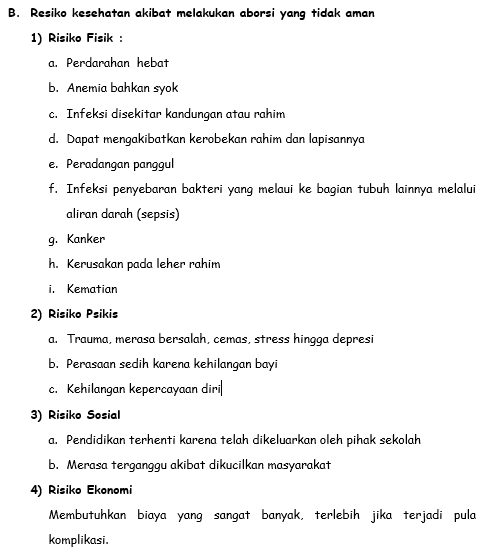 B. Resiko kesehatan akibat melakukan aborsi yang tidak aman
1) Risiko Fisik :
a. Perdarahan hebat
b. Anemia bahkan syok
c. Infeksi disekitar kandungan atau rahim
d. Dapat mengakibatkan kerobekan rahim dan lapisannya
e. Peradangan panggul
f. Infeksi penyebaran bakteri yang melaui ke bagian tubuh lainnya melalui
aliran darah (sepsis)
g. Kanker
h. Kerusakan pada leher rahim
i. Kematian
2) Risiko Psikis
a. Trauma, merasa bersalah, cemas, stress hingga depresi
b. Perasaan sedih karena kehilangan bayi
c. Kehilangan kepercayaan diri
3) Risiko Sosial
a. Pendidikan terhenti karena telah dikeluarkan oleh pihak sekolah
b. Merasa terganggu akibat dikucilkan masyarakat
4) Risiko Ekonomi
Membutuhkan biaya yang sangat banyak, terlebih jika terjadi pula
komplikasi.